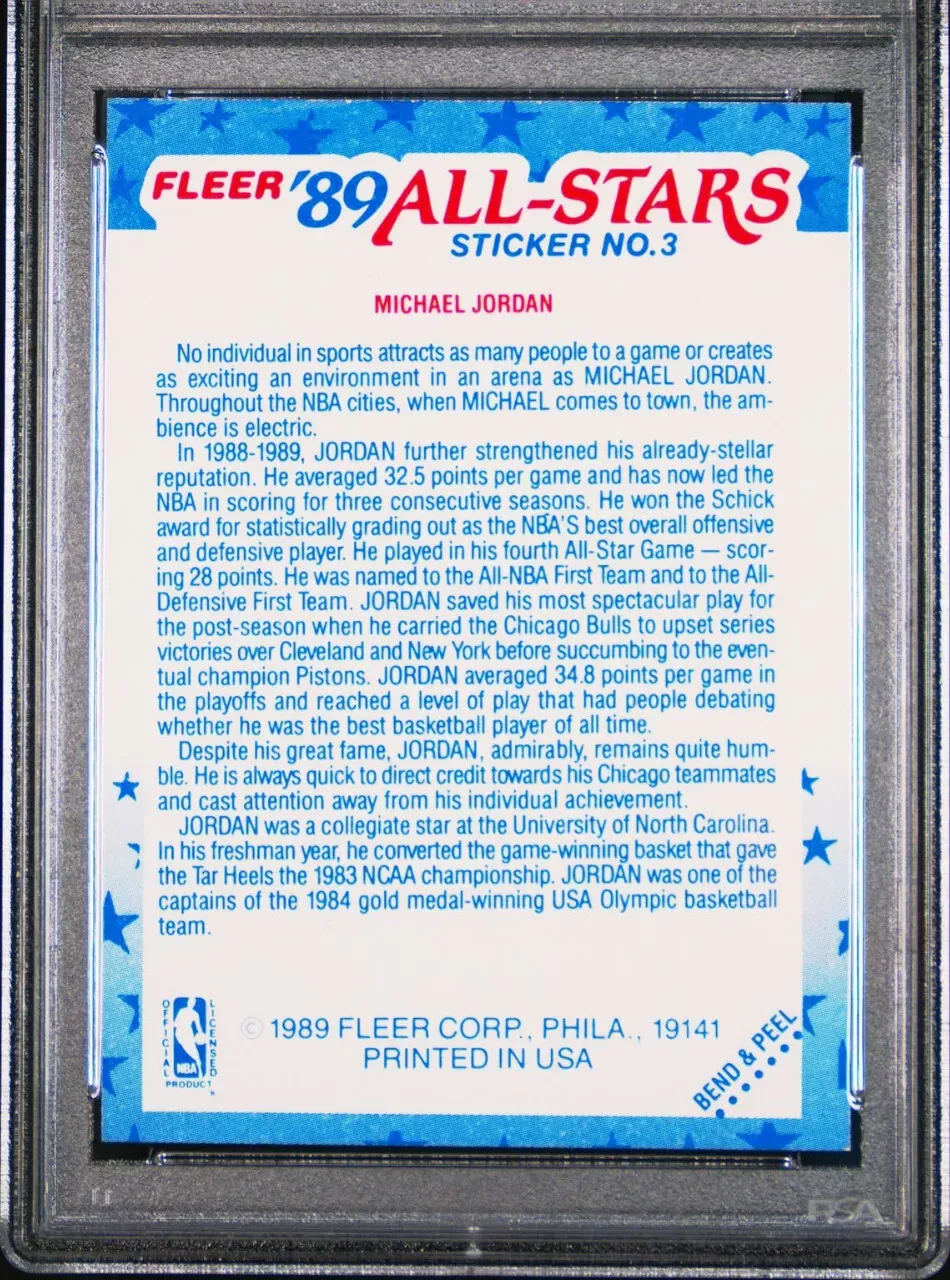 FLEER '89 ALL-STARS
STICKER NO.3
MICHAEL JORDAN
No individual in sports attracts as many people to a game or creates
as exciting an environment in an arena as MICHAEL JORDAN.
Throughout the NBA cities, when MICHAEL comes to town, the am-
bience is electric.
In 1988-1989, JORDAN further strengthened his already-stellar
reputation. He averaged 32.5 points per game and has now led the
NBA in scoring for three consecutive seasons. He won the Schick
award for statistically grading out as the NBA'S best overall offensive
and defensive player. He played in his fourth All-Star Game — scor-
ing 28 points. He was named to the All-NBA First Team and to the All-
Defensive First Team. JORDAN saved his most spectacular play for
the post-season when he carried the Chicago Bulls to upset series
victories over Cleveland and New York before succumbing to the even-
tual champion Pistons. JORDAN averaged 34.8 points per game in
the playoffs and reached a level of play that had people debating
whether he was the best basketball player of all time.
Despite his great fame, JORDAN, admirably, remains quite hum-
ble. He is always quick to direct credit towards his Chicago teammates
and cast attention away from his individual achievement.
JORDAN was a collegiate star at the University of North Carolina.
In his freshman year, he converted the game-winning basket that gave
the Tar Heels the 1983 NCAA championship. JORDAN was one of the
captains of the 1984 gold medal-winning USA Olympic basketball
team.
OFFICIAL
LICENSED
NBA
PRODUCT
© 1989 FLEER CORP., PHILA., 19141
PRINTED IN USA
BEND & PEEL
PSA